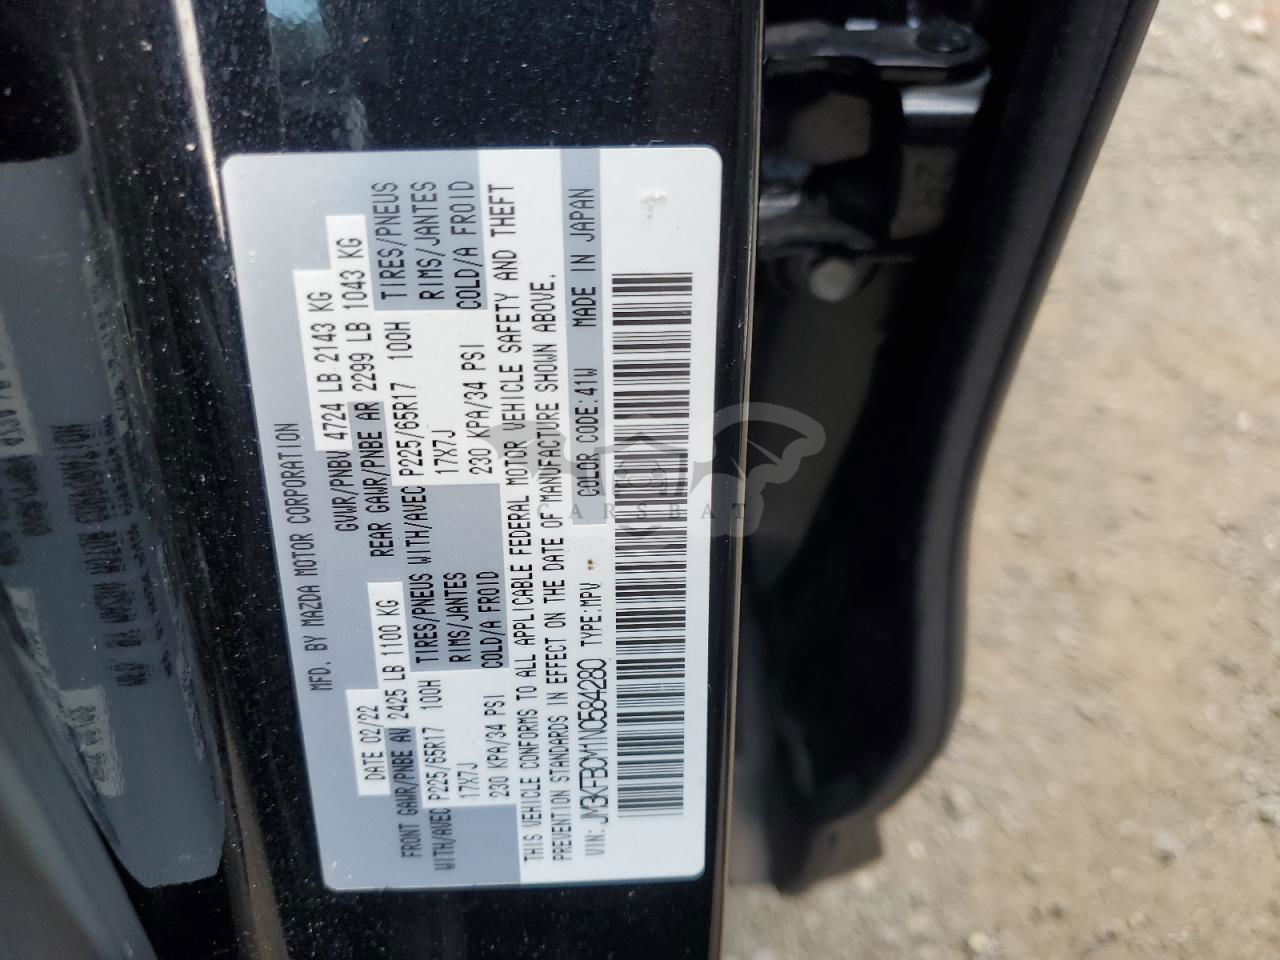 MFD. BY MAZDA MOTOR CORPORATION
DATE 02/22 GVWR/PNBV 4724 LB 2143 KG
FRONT GAWR/PNBE AV 2425 LB 1100 KG REAR GAWR/PNBE AR 2299 LB 1043 KG
WITH/AVEC P225/65R17 100H TIRES/PNEUS WITH/AVEC P225/65R17 100H TIRES/PNEUS
17X7J RIMS/JANTES 17X7J RIMS/JANTES
230 KPA/34 PSI COLD/A FROID 230 KPA/34 PSI COLD/A FROID
THIS VEHICLE CONFORMS TO ALL APPLICABLE FEDERAL MOTOR VEHICLE SAFETY AND THEFT
PREVENTION STANDARDS IN EFFECT ON THE DATE OF MANUFACTURE SHOWN ABOVE.
VIN: JM3KFBCM1N0584280 TYPE:MPV COLOR CODE:41W MADE IN JAPAN
CARSBAT